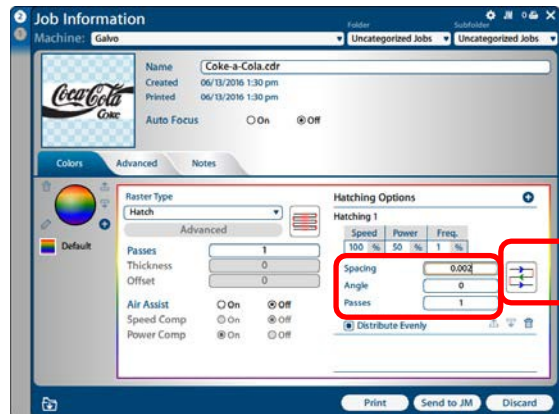 2
Job Information
Folder
Subfolder
JM
0
1
Machine: Galvo
Uncategorized Jobs
Uncategorized Jobs
Coca-Cola
Coke
Name
Coke-a-Cola.cdr
Created 06/13/2016 1:30 pm
Printed 06/13/2016 1:30 pm
Auto Focus On Off
Colors
Advanced
Notes
Default
Raster Type
Hatch
Advanced
Passes 1
Thickness 0
Offset 0
Air Assist On Off
Speed Comp On Off
Power Comp On Off
Hatching Options
Hatching 1
Speed Power Freq.
100 % 50 % 1 %
Spacing 0.002
Angle 0
Passes 1
Distribute Evenly
Print
Send to JM
Discard